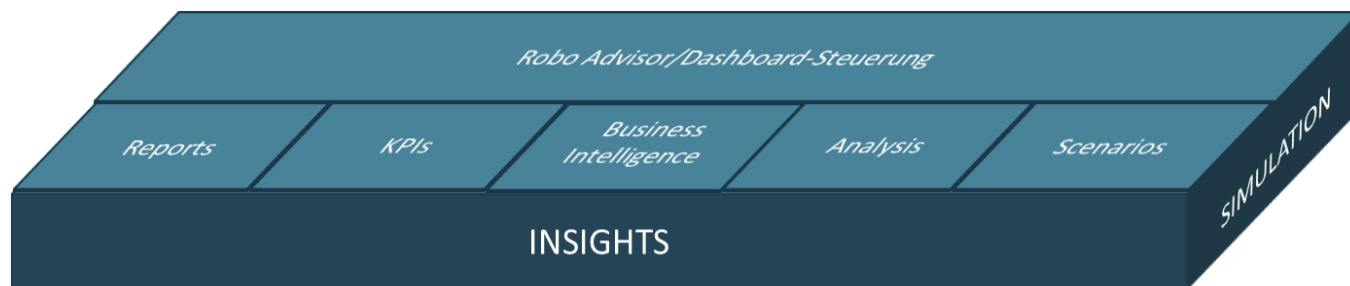 Robo Advisor/Dashboard-Steuerung
Reports
KPIs
Business
Intelligence
Analysis
Scenarios
INSIGHTS
SIMULATION